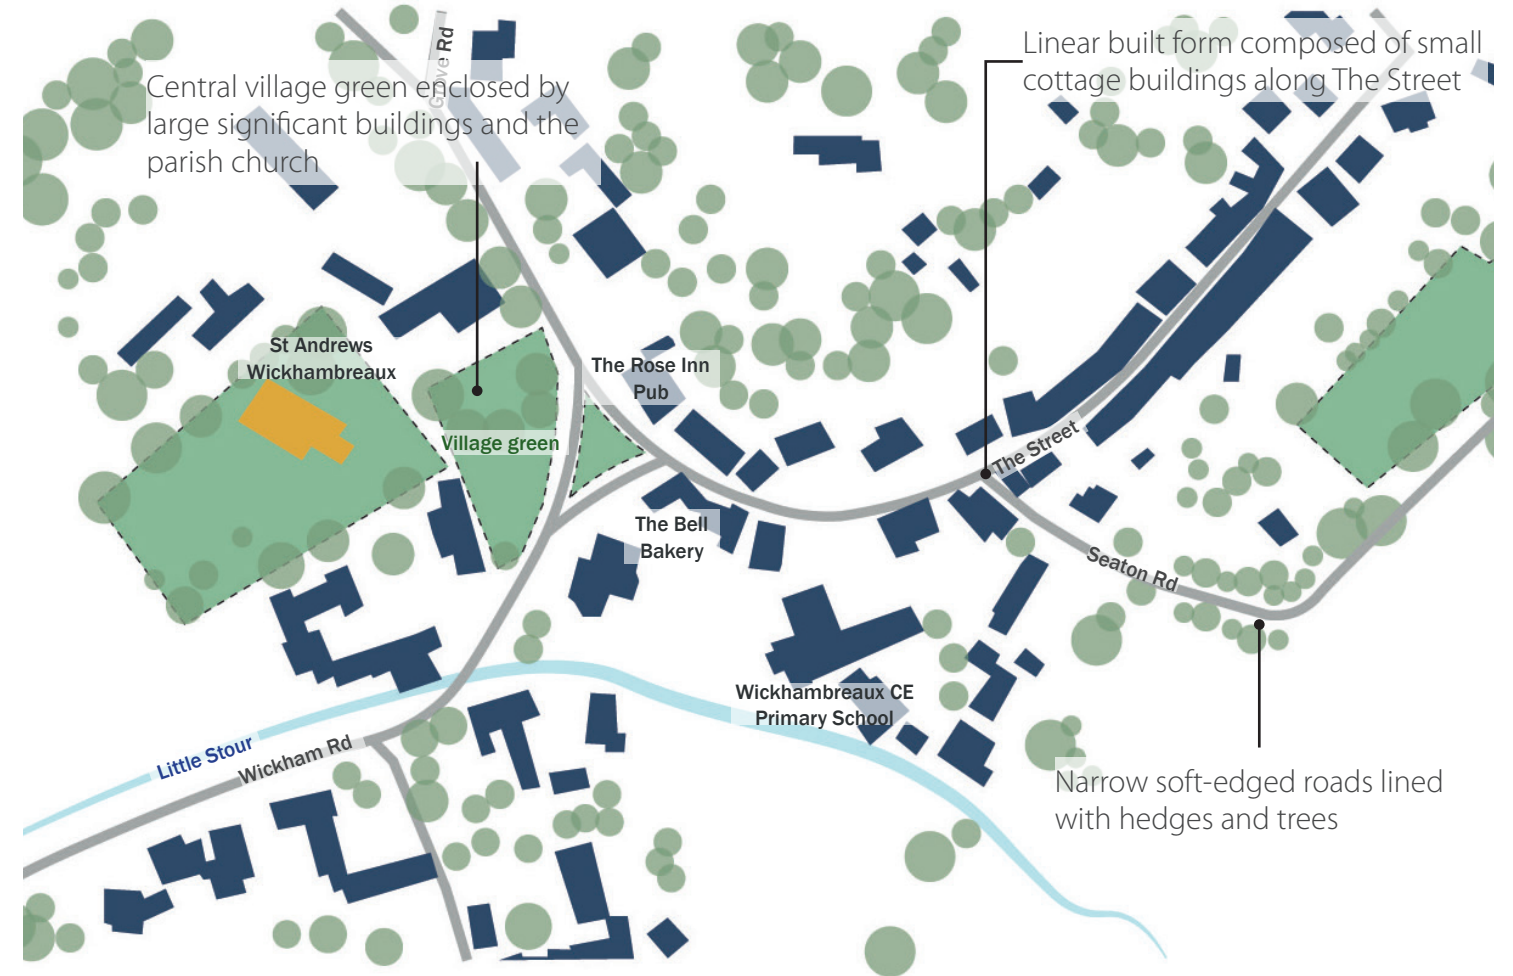 Grove Rd
Central village green enclosed by
large significant buildings and the
parish church
Linear built form composed of small
cottage buildings along The Street
St Andrews
Wickhambreaux
The Rose Inn
Pub
Village green
The Street
The Bell
Bakery
Seaton Rd
Wickhambreaux CE
Primary School
Little Stour
Wickham Rd
Narrow soft-edged roads lined
with hedges and trees